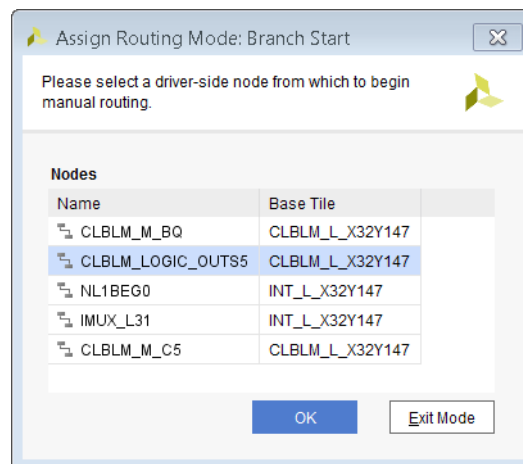 Assign Routing Mode: Branch Start
Please select a driver-side node from which to begin
manual routing.
Nodes
Name Base Tile
CLBLM_M_BQ CLBLM_L_X32Y147
CLBLM_LOGIC_OUTS5 CLBLM_L_X32Y147
NL1BEG0 INT_L_X32Y147
IMUX_L31 INT_L_X32Y147
CLBLM_M_C5 CLBLM_L_X32Y147
OK Exit Mode